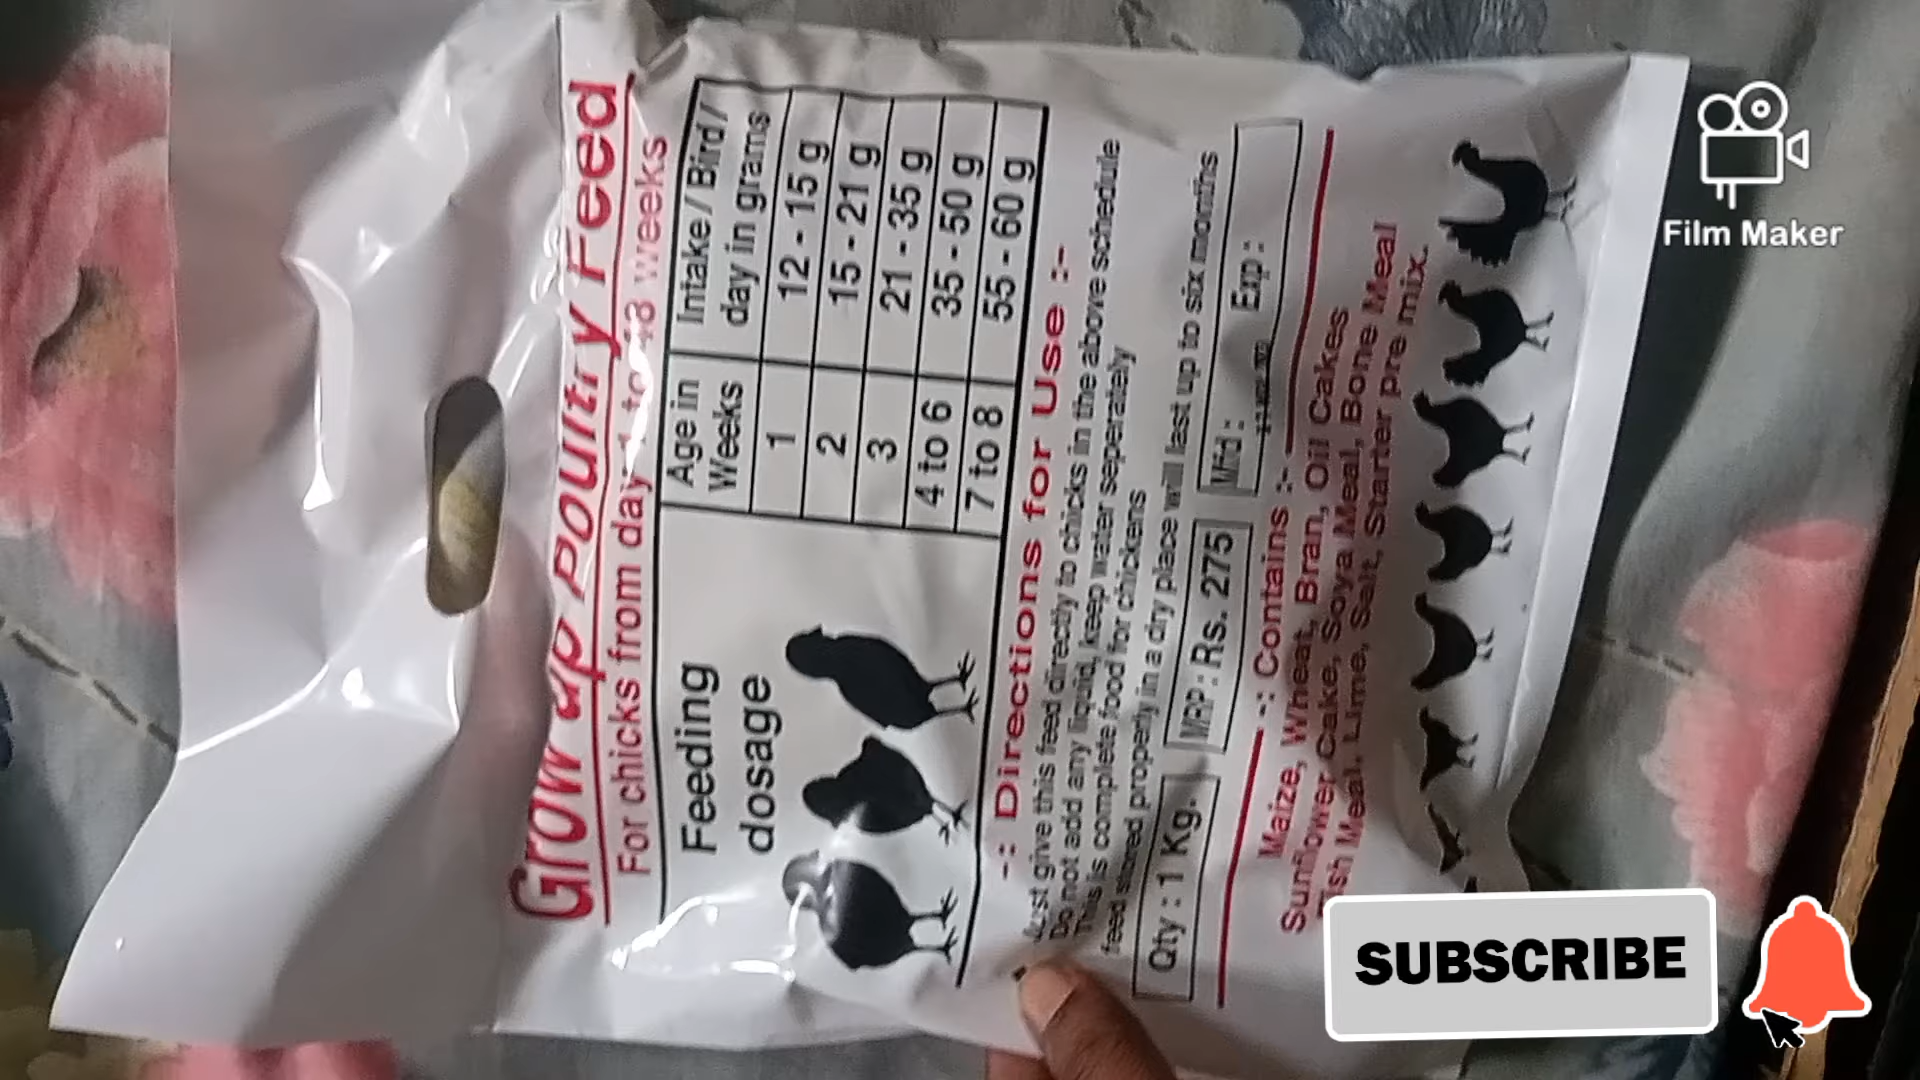 Grow up Poultry Feed
For chicks from day 1 to 48 weeks
Feeding dosage
Age in Weeks
Intake / Bird / day in grams
1 12 - 15 g
2 15 - 21 g
3 21 - 35 g
4 to 6 35 - 50 g
7 to 8 55 - 60 g
-: Directions for Use :-
Just give this feed directly to chicks in the above schedule
Do not add any liquid, keep water seperately
This is complete food for chickens
feed stored properly in a dry place will last up to six months
Qty : 1 Kg. MRP : Rs. 275 Mfd : Exp :
-: Contains :-
Maize, Wheat, Bran, Oil Cakes
Sunflower Cake, Soya Meal, Bone Meal
Fish Meal. Lime, Salt, Starter pre mix.
Film Maker
SUBSCRIBE